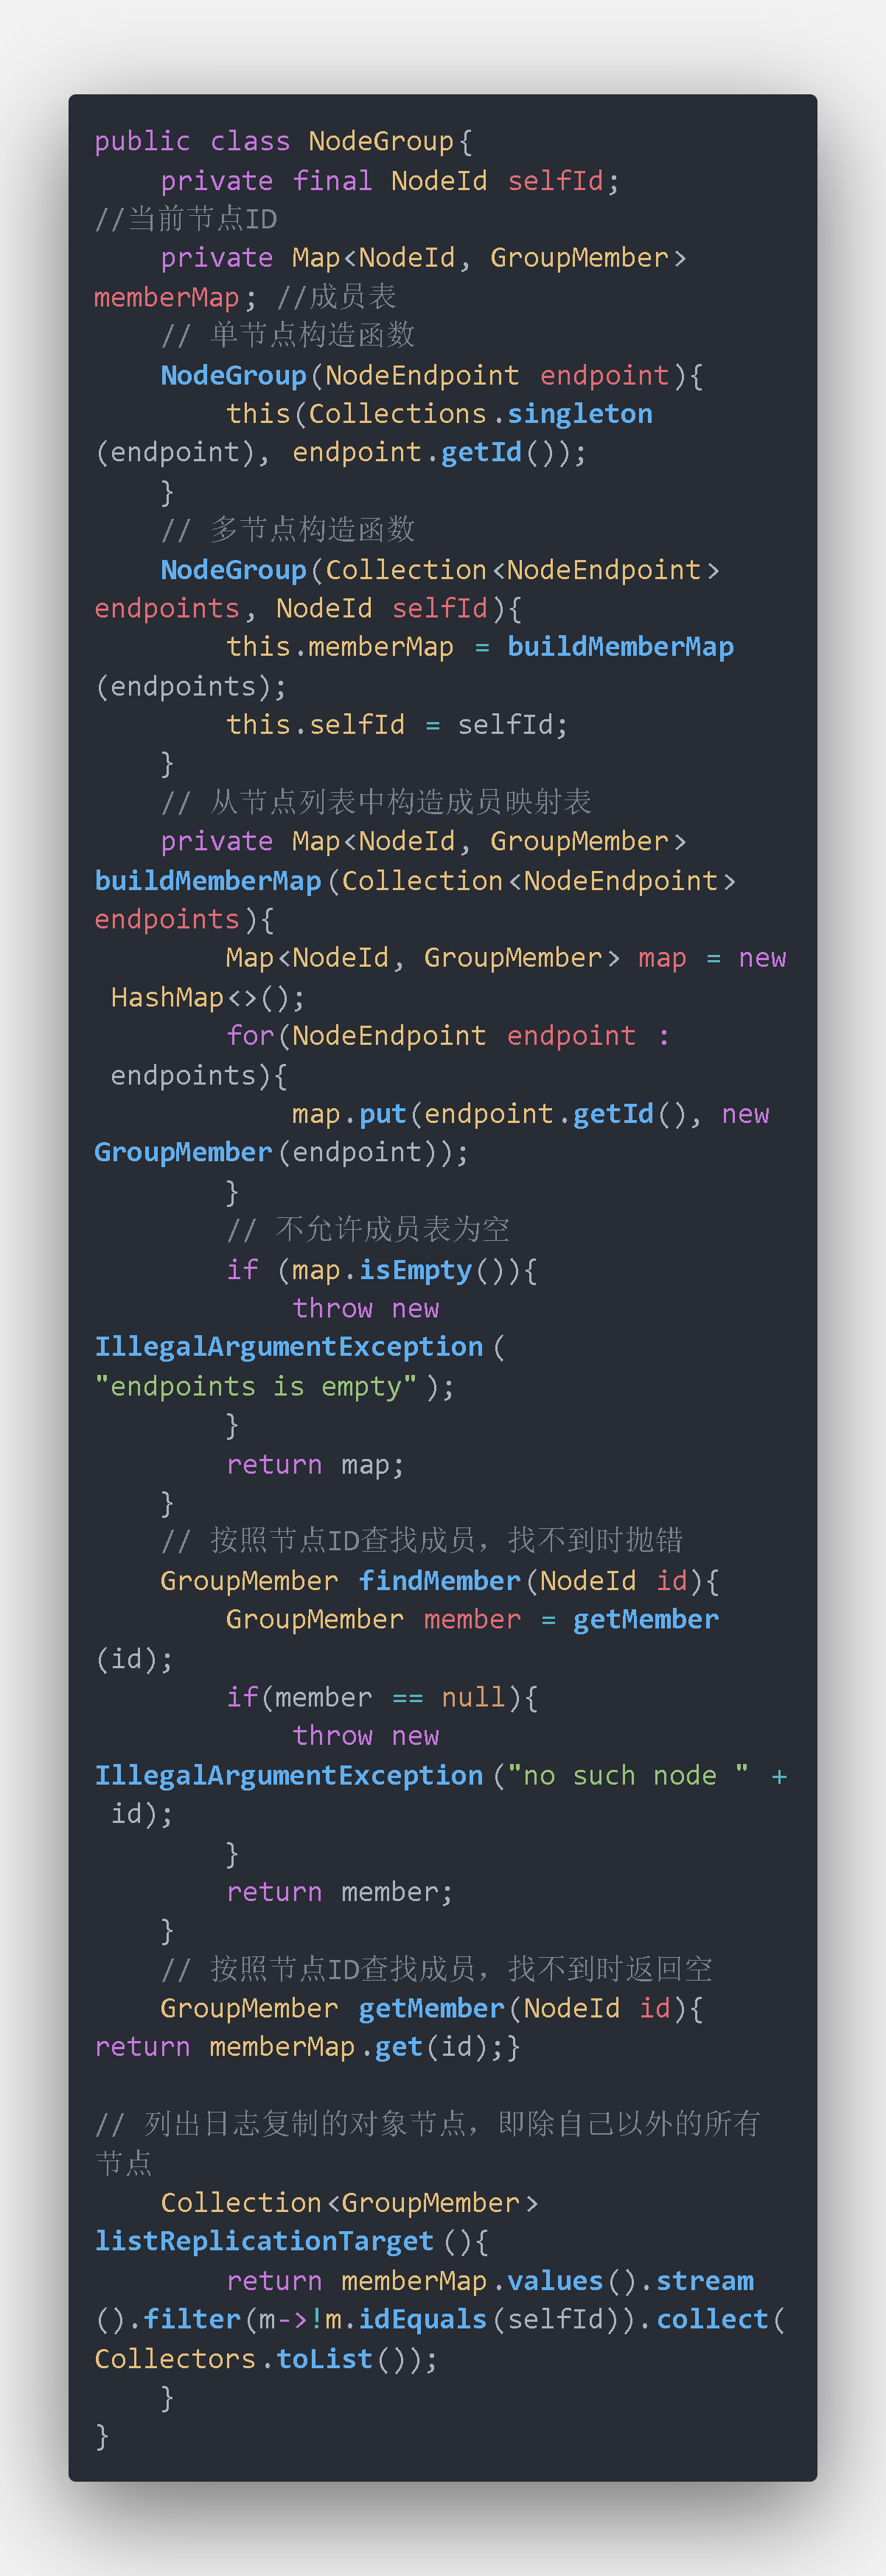 public class NodeGroup{
    private final NodeId selfId;
//当前节点ID
    private Map<NodeId, GroupMember>
memberMap; //成员表
    // 单节点构造函数
    NodeGroup(NodeEndpoint endpoint){
        this(Collections.singleton
(endpoint), endpoint.getId());
    }
    // 多节点构造函数
    NodeGroup(Collection<NodeEndpoint>
endpoints, NodeId selfId){
        this.memberMap = buildMemberMap
(endpoints);
        this.selfId = selfId;
    }
    // 从节点列表中构造成员映射表
    private Map<NodeId, GroupMember>
buildMemberMap(Collection<NodeEndpoint>
endpoints){
        Map<NodeId, GroupMember> map = new
 HashMap<>();
        for(NodeEndpoint endpoint :
 endpoints){
            map.put(endpoint.getId(), new
GroupMember(endpoint));
        }
        // 不允许成员表为空
        if (map.isEmpty()){
            throw new
IllegalArgumentException(
"endpoints is empty");
        }
        return map;
    }
    // 按照节点ID查找成员，找不到时抛错
    GroupMember findMember(NodeId id){
        GroupMember member = getMember
(id);
        if(member == null){
            throw new
IllegalArgumentException("no such node " +
 id);
        }
        return member;
    }
    // 按照节点ID查找成员，找不到时返回空
    GroupMember getMember(NodeId id){
return memberMap.get(id);}

// 列出日志复制的对象节点，即除自己以外的所有
节点
    Collection<GroupMember>
listReplicationTarget(){
        return memberMap.values().stream
().filter(m->!m.idEquals(selfId)).collect(
Collectors.toList());
    }
}